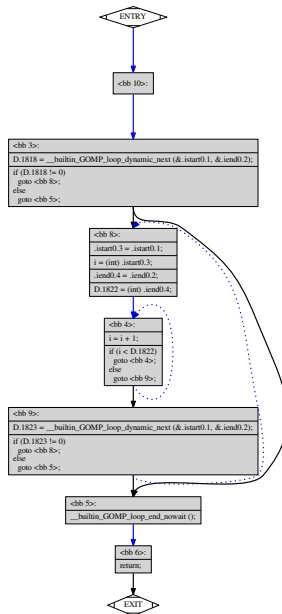 ENTRY
<bb 10>:
<bb 3>:
D.1818 = __builtin_GOMP_loop_dynamic_next (&.istart0.1, &.iend0.2);
if (D.1818 != 0)
goto <bb 8>;
else
goto <bb 5>;
<bb 8>:
.istart0.3 = .istart0.1;
i = (int) .istart0.3;
.iend0.4 = .iend0.2;
D.1822 = (int) .iend0.4;
<bb 4>:
i = i + 1;
if (i < D.1822)
goto <bb 4>;
else
goto <bb 9>;
<bb 9>:
D.1823 = __builtin_GOMP_loop_dynamic_next (&.istart0.1, &.iend0.2);
if (D.1823 != 0)
goto <bb 8>;
else
goto <bb 5>;
<bb 5>:
__builtin_GOMP_loop_end_nowait ();
<bb 6>:
return;
EXIT